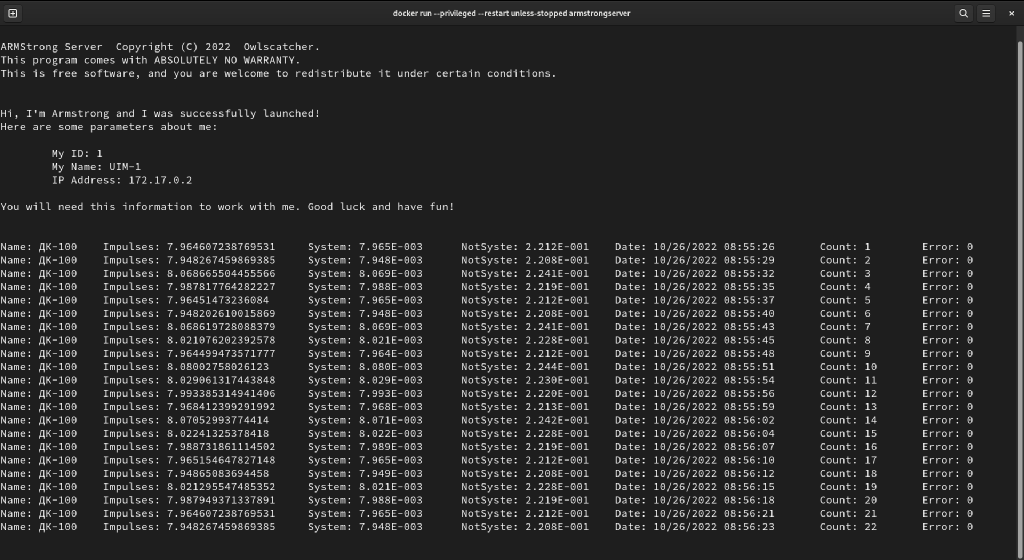 docker run --privileged --restart unless-stopped armstrongserver
ARMStrong Server  Copyright (C) 2022  Owlscatcher.
This program comes with ABSOLUTELY NO WARRANTY.
This is free software, and you are welcome to redistribute it under certain conditions.
Hi, I'm Armstrong and I was successfully launched!
Here are some parameters about me:
My ID: 1
My Name: UIM-1
IP Address: 172.17.0.2
You will need this information to work with me. Good luck and have fun!
Name: ДК-100    Impulses: 7.964607238769531     System: 7.965E-003      NotSyste: 2.212E-001    Date: 10/26/2022 08:55:26       Count: 1        Error: 0
Name: ДК-100    Impulses: 7.948267459869385     System: 7.948E-003      NotSyste: 2.208E-001    Date: 10/26/2022 08:55:29       Count: 2        Error: 0
Name: ДК-100    Impulses: 8.068665504455566     System: 8.069E-003      NotSyste: 2.241E-001    Date: 10/26/2022 08:55:32       Count: 3        Error: 0
Name: ДК-100    Impulses: 7.987817764282227     System: 7.988E-003      NotSyste: 2.219E-001    Date: 10/26/2022 08:55:35       Count: 4        Error: 0
Name: ДК-100    Impulses: 7.96451473236084      System: 7.965E-003      NotSyste: 2.212E-001    Date: 10/26/2022 08:55:37       Count: 5        Error: 0
Name: ДК-100    Impulses: 7.948202610015869     System: 7.948E-003      NotSyste: 2.208E-001    Date: 10/26/2022 08:55:40       Count: 6        Error: 0
Name: ДК-100    Impulses: 8.068619728088379     System: 8.069E-003      NotSyste: 2.241E-001    Date: 10/26/2022 08:55:43       Count: 7        Error: 0
Name: ДК-100    Impulses: 8.021076202392578     System: 8.021E-003      NotSyste: 2.228E-001    Date: 10/26/2022 08:55:45       Count: 8        Error: 0
Name: ДК-100    Impulses: 7.964499473571777     System: 7.964E-003      NotSyste: 2.212E-001    Date: 10/26/2022 08:55:48       Count: 9        Error: 0
Name: ДК-100    Impulses: 8.08002758026123      System: 8.080E-003      NotSyste: 2.244E-001    Date: 10/26/2022 08:55:51       Count: 10       Error: 0
Name: ДК-100    Impulses: 8.029061317443848     System: 8.029E-003      NotSyste: 2.230E-001    Date: 10/26/2022 08:55:54       Count: 11       Error: 0
Name: ДК-100    Impulses: 7.993385314941406     System: 7.993E-003      NotSyste: 2.220E-001    Date: 10/26/2022 08:55:56       Count: 12       Error: 0
Name: ДК-100    Impulses: 7.968412399291992     System: 7.968E-003      NotSyste: 2.213E-001    Date: 10/26/2022 08:55:59       Count: 13       Error: 0
Name: ДК-100    Impulses: 8.07052993774414      System: 8.071E-003      NotSyste: 2.242E-001    Date: 10/26/2022 08:56:02       Count: 14       Error: 0
Name: ДК-100    Impulses: 8.02241325378418      System: 8.022E-003      NotSyste: 2.228E-001    Date: 10/26/2022 08:56:04       Count: 15       Error: 0
Name: ДК-100    Impulses: 7.988731861114502     System: 7.989E-003      NotSyste: 2.219E-001    Date: 10/26/2022 08:56:07       Count: 16       Error: 0
Name: ДК-100    Impulses: 7.965154647827148     System: 7.965E-003      NotSyste: 2.212E-001    Date: 10/26/2022 08:56:10       Count: 17       Error: 0
Name: ДК-100    Impulses: 7.94865083694458      System: 7.949E-003      NotSyste: 2.208E-001    Date: 10/26/2022 08:56:12       Count: 18       Error: 0
Name: ДК-100    Impulses: 8.021295547485352     System: 8.021E-003      NotSyste: 2.228E-001    Date: 10/26/2022 08:56:15       Count: 19       Error: 0
Name: ДК-100    Impulses: 7.987949371337891     System: 7.988E-003      NotSyste: 2.219E-001    Date: 10/26/2022 08:56:18       Count: 20       Error: 0
Name: ДК-100    Impulses: 7.964607238769531     System: 7.965E-003      NotSyste: 2.212E-001    Date: 10/26/2022 08:56:21       Count: 21       Error: 0
Name: ДК-100    Impulses: 7.948267459869385     System: 7.948E-003      NotSyste: 2.208E-001    Date: 10/26/2022 08:56:23       Count: 22       Error: 0